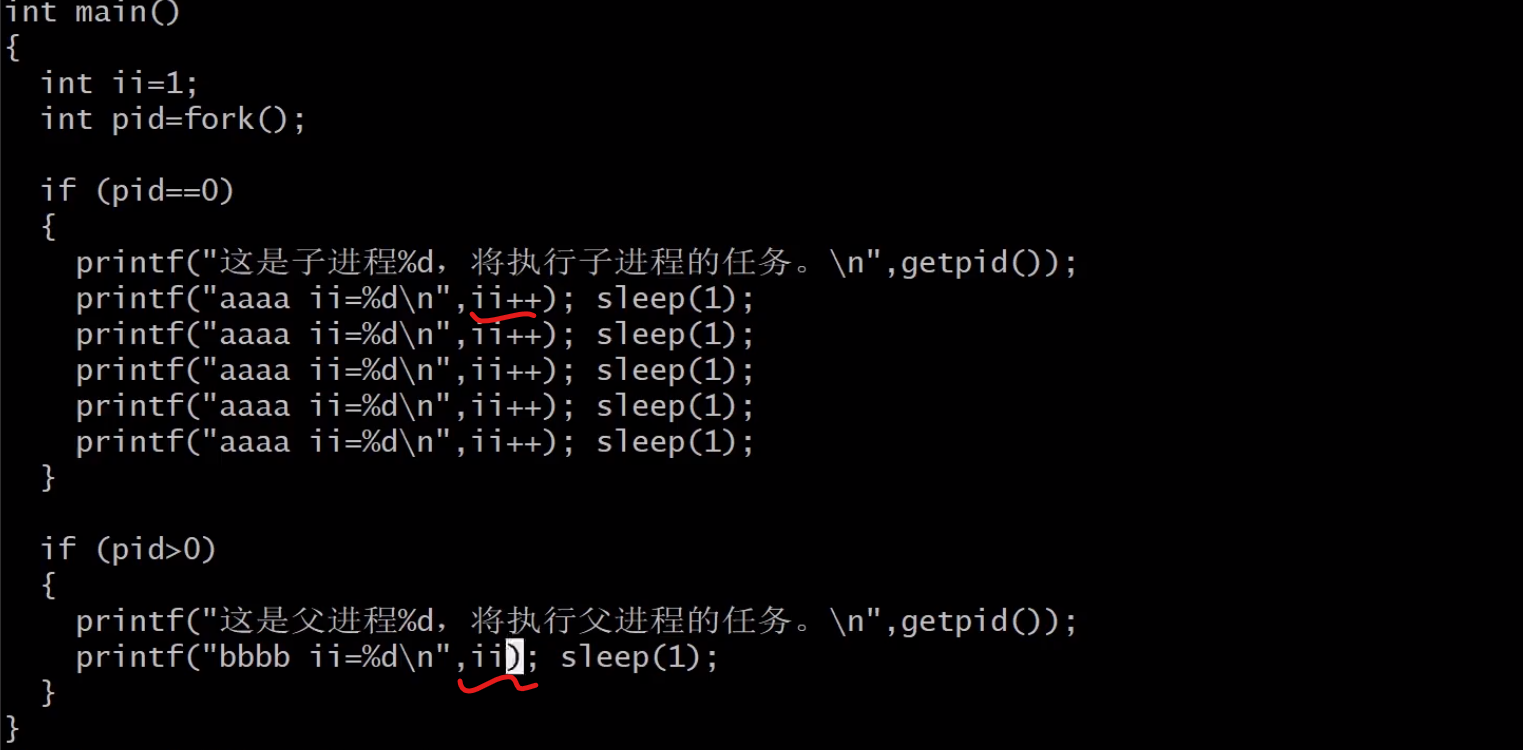 int main()
{
  int ii=1;
  int pid=fork();
  if (pid==0)
  {
    printf("这是子进程%d，将执行子进程的任务。\n",getpid());
    printf("aaaa ii=%d\n",ii++); sleep(1);
    printf("aaaa ii=%d\n",ii++); sleep(1);
    printf("aaaa ii=%d\n",ii++); sleep(1);
    printf("aaaa ii=%d\n",ii++); sleep(1);
    printf("aaaa ii=%d\n",ii++); sleep(1);
  }
  if (pid>0)
  {
    printf("这是父进程%d，将执行父进程的任务。\n",getpid());
    printf("bbbb ii=%d\n",ii); sleep(1);
  }
}